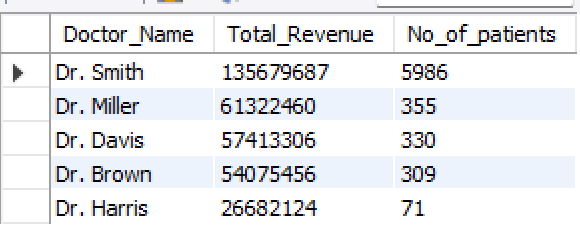 Doctor_Name Total_Revenue No_of_patients
Dr. Smith 135679687 5986
Dr. Miller 61322460 355
Dr. Davis 57413306 330
Dr. Brown 54075456 309
Dr. Harris 26682124 71